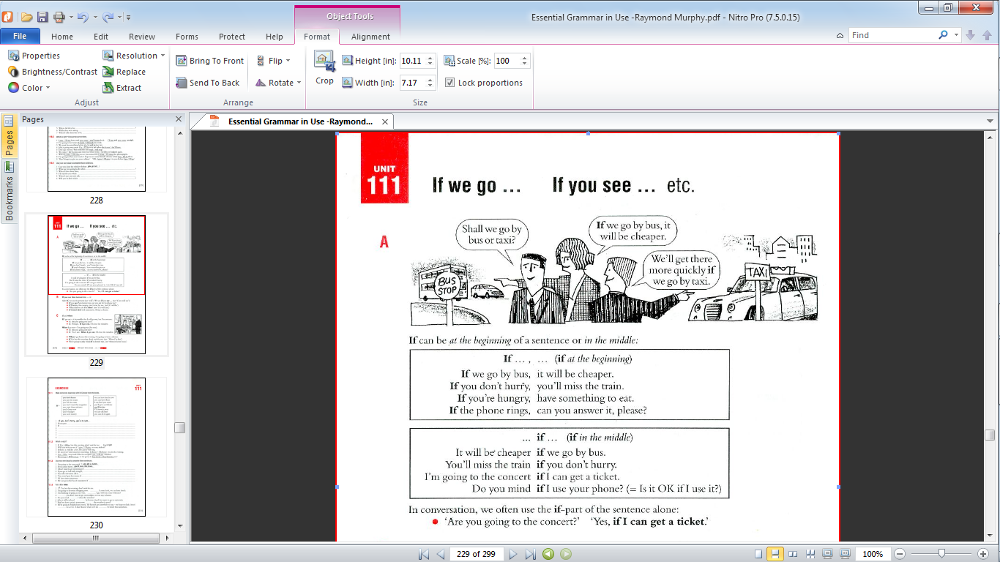 Object Tools
Essential Grammar in Use -Raymond Murphy.pdf - Nitro Pro (7.5.0.15)
File Home Edit Review Forms Protect Help Format Alignment
Find
Properties
Brightness/Contrast
Color
Resolution
Replace
Extract
Adjust
Bring To Front
Send To Back
Flip
Rotate
Arrange
Crop
Height [in]: 10.11
Width [in]: 7.17
Scale [%]: 100
Lock proportions
Size
Pages
Bookmarks
Pages
228
229
230
Essential Grammar in Use -Raymond...
UNIT
111
If we go ... If you see ... etc.
A
Shall we go by
bus or taxi?
If we go by bus, it
will be cheaper.
We'll get there
more quickly if
we go by taxi.
BUS
STOP
TAXI
If can be at the beginning of a sentence or in the middle:
If ... , ... (if at the beginning)
If we go by bus, it will be cheaper.
If you don't hurry, you'll miss the train.
If you're hungry, have something to eat.
If the phone rings, can you answer it, please?
... if ... (if in the middle)
It will be cheaper if we go by bus.
You'll miss the train if you don't hurry.
I'm going to the concert if I can get a ticket.
Do you mind if I use your phone? (= Is it OK if I use it?)
In conversation, we often use the if-part of the sentence alone:
'Are you going to the concert?' 'Yes, if I can get a ticket.'
229 of 299
100%